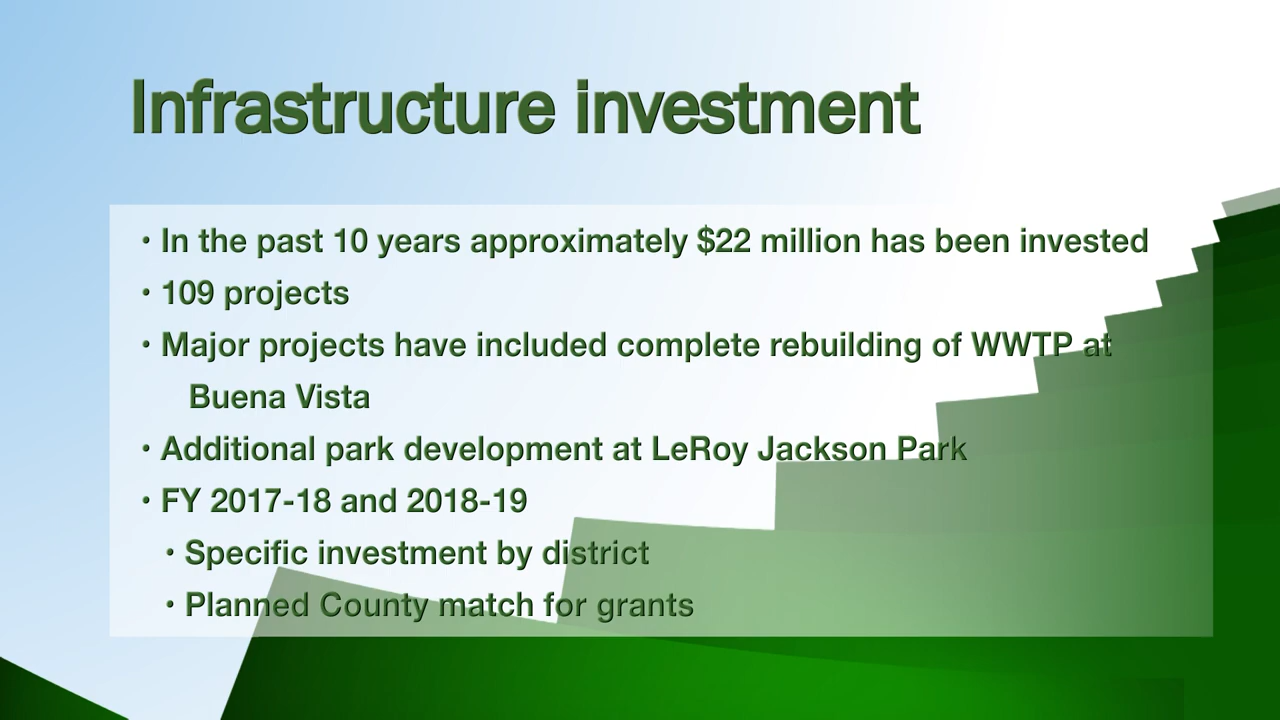 Infrastructure investment
• In the past 10 years approximately $22 million has been invested
• 109 projects
• Major projects have included complete rebuilding of WWTP at
Buena Vista
• Additional park development at LeRoy Jackson Park
• FY 2017-18 and 2018-19
• Specific investment by district
• Planned County match for grants